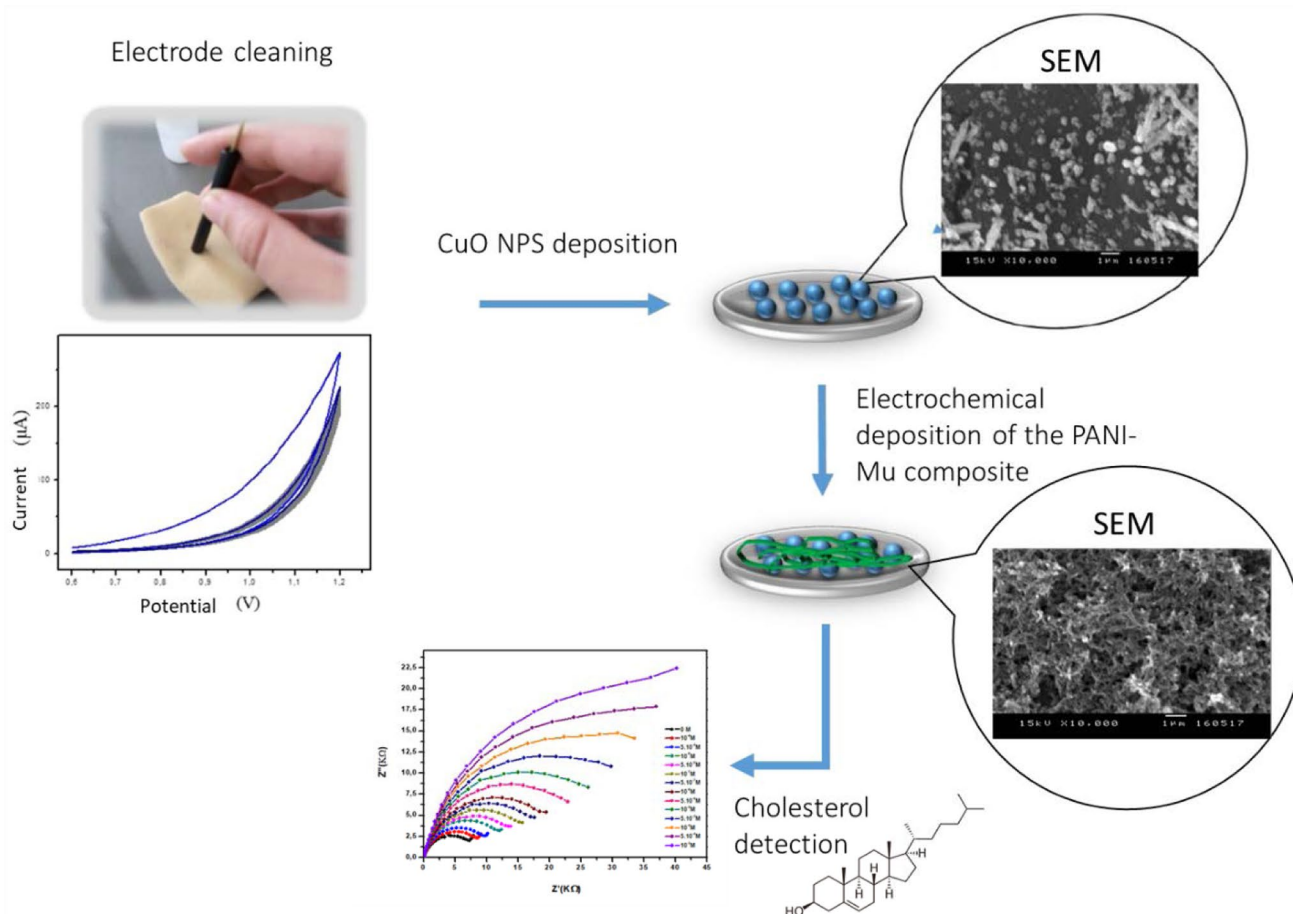 Electrode cleaning
SEM
15kV X10,000 1μm 160517
CuO NPS deposition
200
0
Current (μA)
0,6 0,7 0,8 0,9 1,0 1,1 1,2
Potential (V)
Electrochemical
deposition of the PANI-
Mu composite
SEM
15kV X10,000 1μm 160517
22,5
20,0
17,5
15,0
12,5
10,0
7,5
5,0
2,5
0,0
Z"(KΩ)
0 5 10 15 20 25 30 35 40 45
Z'(KΩ)
0 M
Cholesterol
detection
H
H
H
HO